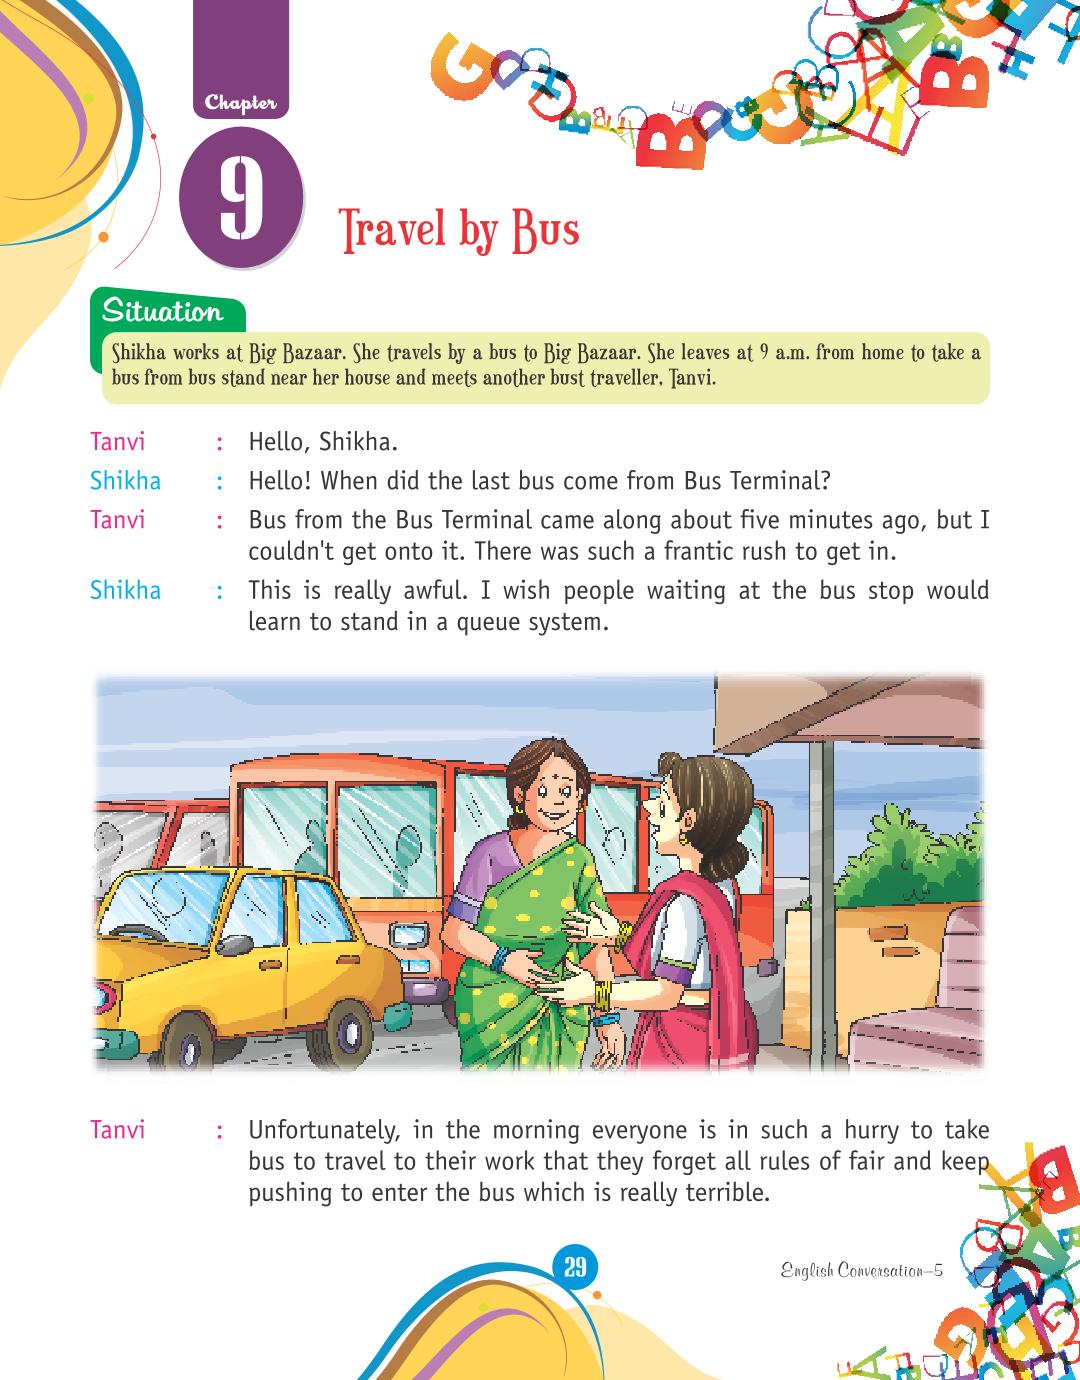 Chapter
9
Travel by Bus
Situation
Shikha works at Big Bazaar. She travels by a bus to Big Bazaar. She leaves at 9 a.m. from home to take a
bus from bus stand near her house and meets another bust traveller, Tanvi.
Tanvi : Hello, Shikha.
Shikha : Hello! When did the last bus come from Bus Terminal?
Tanvi : Bus from the Bus Terminal came along about five minutes ago, but I
couldn't get onto it. There was such a frantic rush to get in.
Shikha : This is really awful. I wish people waiting at the bus stop would
learn to stand in a queue system.
Tanvi : Unfortunately, in the morning everyone is in such a hurry to take
bus to travel to their work that they forget all rules of fair and keep
pushing to enter the bus which is really terrible.
29
English Conversation–5